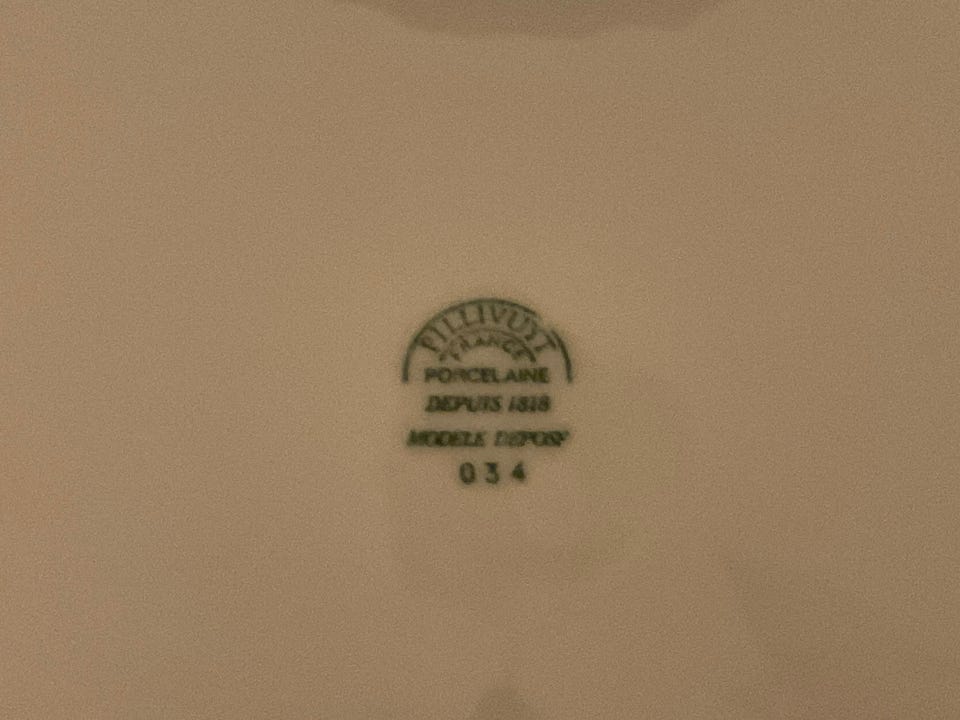 PILLIVUYT
FRANCE
PORCELAINE
DEPUIS 1818
MODELE DEPOSE
034